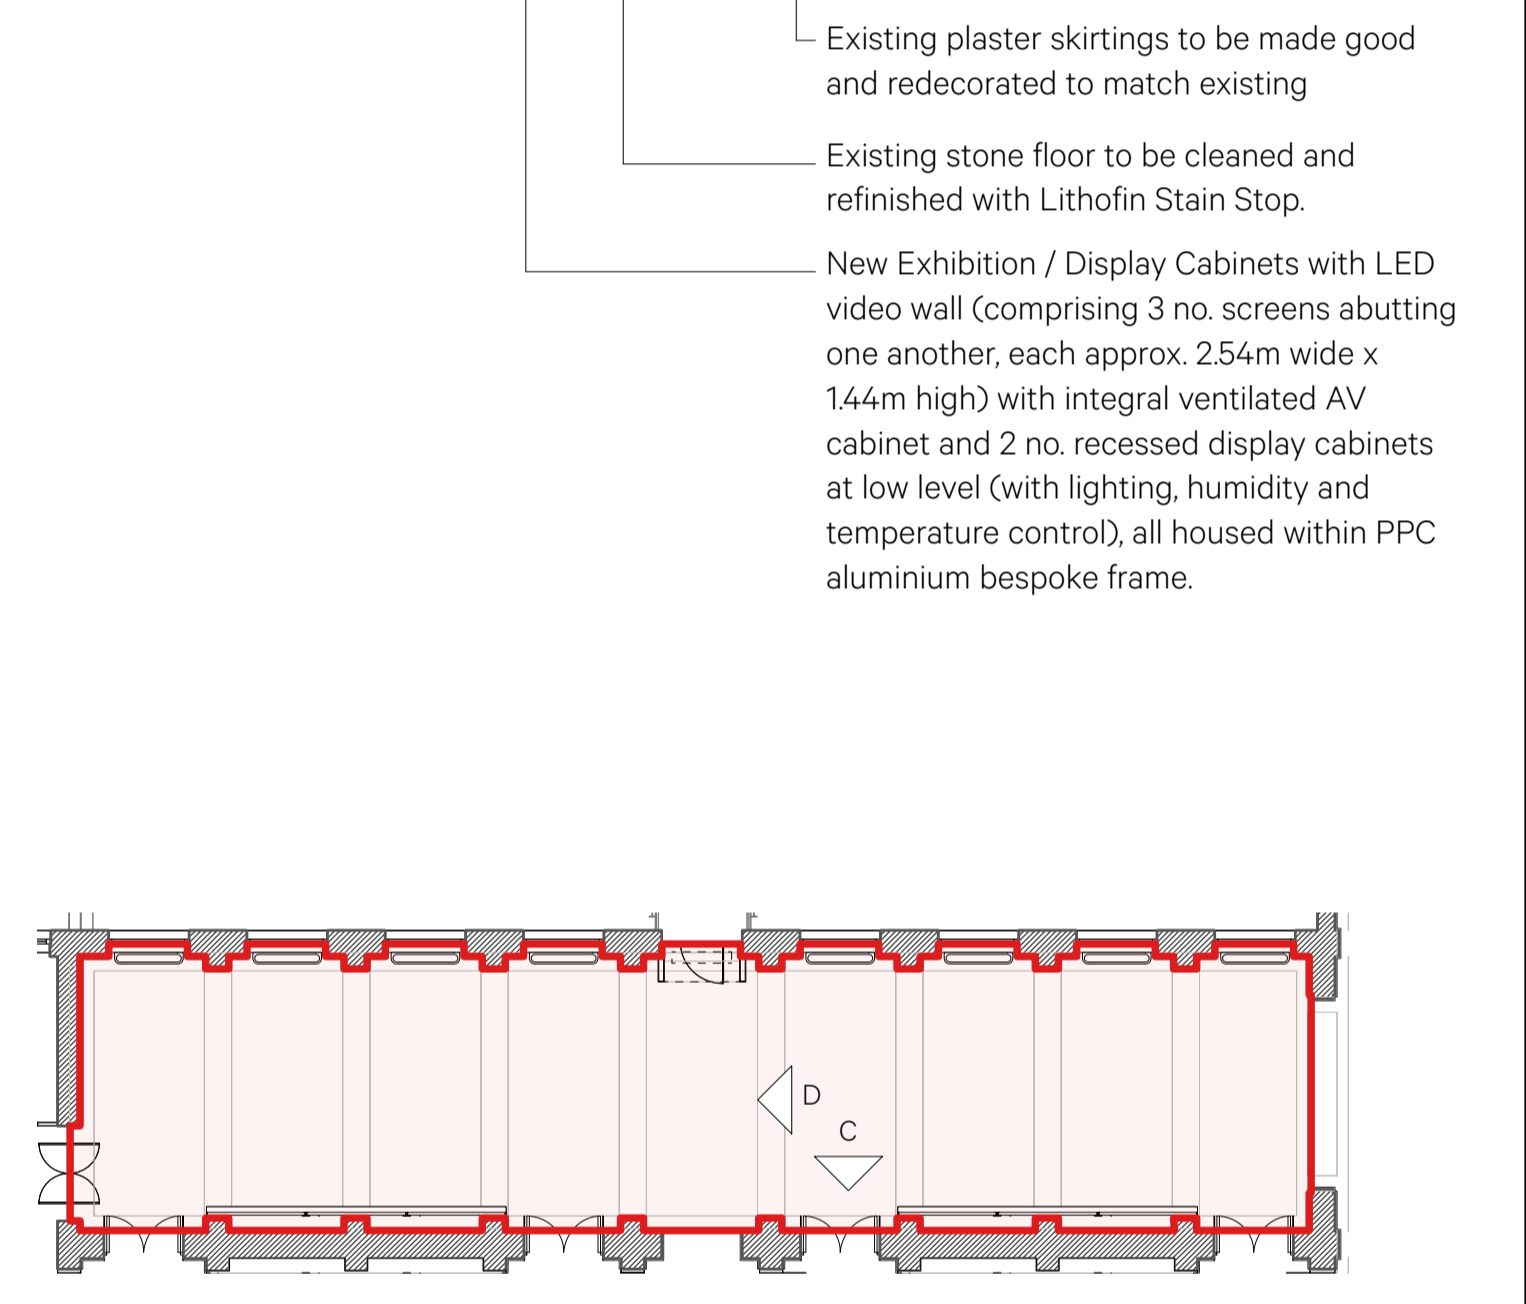 Existing plaster skirtings to be made good
and redecorated to match existing
Existing stone floor to be cleaned and
refinished with Lithofin Stain Stop.
New Exhibition / Display Cabinets with LED
video wall (comprising 3 no. screens abutting
one another, each approx. 2.54m wide x
1.44m high) with integral ventilated AV
cabinet and 2 no. recessed display cabinets
at low level (with lighting, humidity and
temperature control), all housed within PPC
aluminium bespoke frame.
D
C